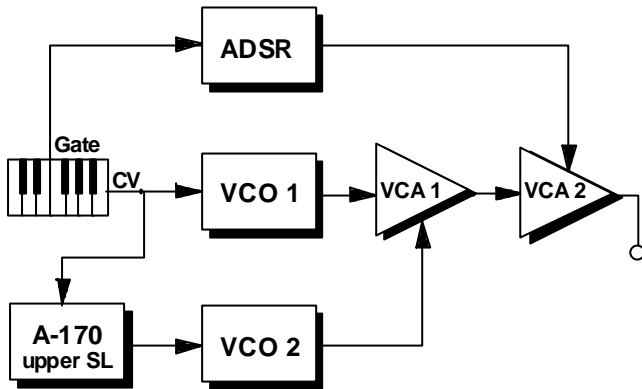 ADSR
Gate
CV
VCO 1
VCA 1
VCA 2
A-170
upper SL
VCO 2